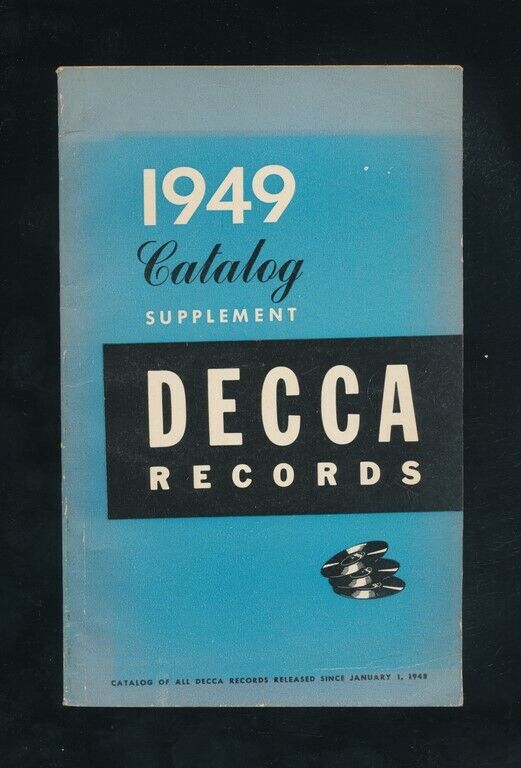 1949
Catalog
SUPPLEMENT
DECCA
RECORDS
CATALOG OF ALL DECCA RECORDS RELEASED SINCE JANUARY 1, 1948